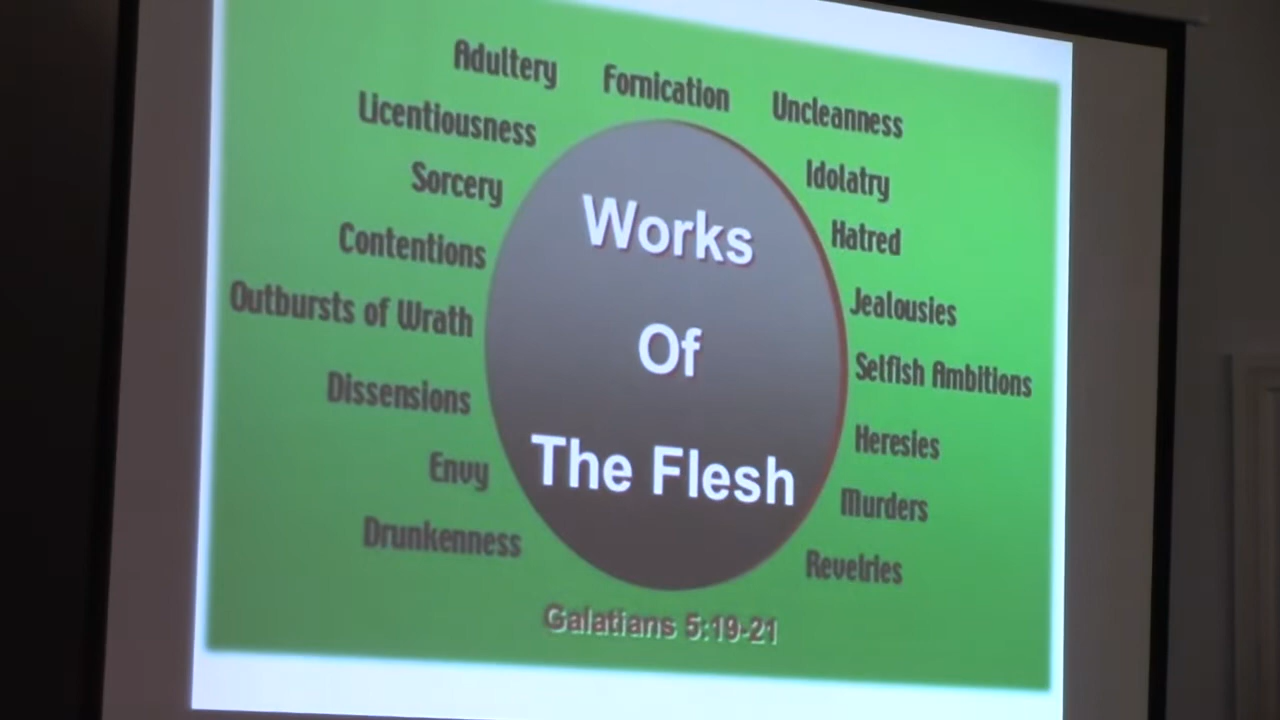 Adultery
Fornication
Uncleanness
Licentiousness
Idolatry
Sorcery
Hatred
Contentions
Jealousies
Outbursts of Wrath
Selfish Ambitions
Dissensions
Heresies
Envy
Murders
Drunkenness
Revelries
Works
Of
The Flesh
Galatians 5:19-21